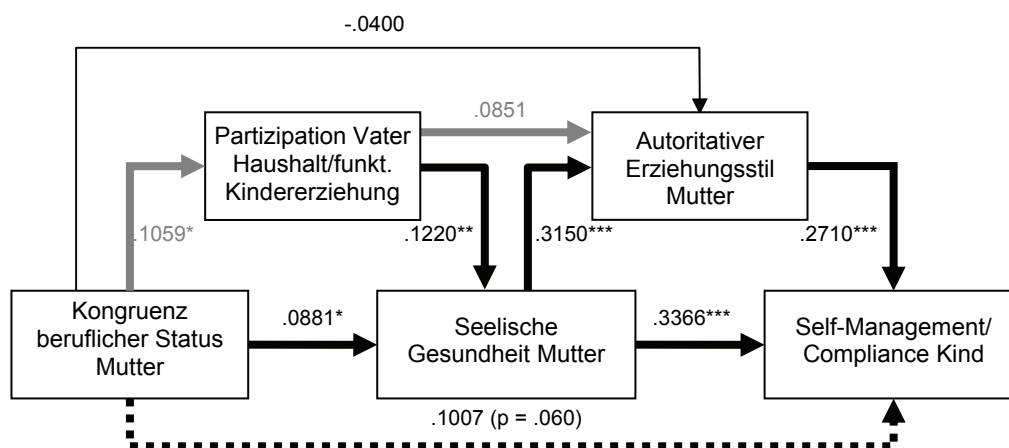 -.0400
.0851
Partizipation Vater
Haushalt/funkt.
Kindererziehung
Autoritativer
Erziehungsstil
Mutter
.1059*
.1220**
.3150***
.2710***
Kongruenz
beruflicher Status
Mutter
.0881*
Seelische
Gesundheit Mutter
.3366***
Self-Management/
Compliance Kind
.1007 (p = .060)